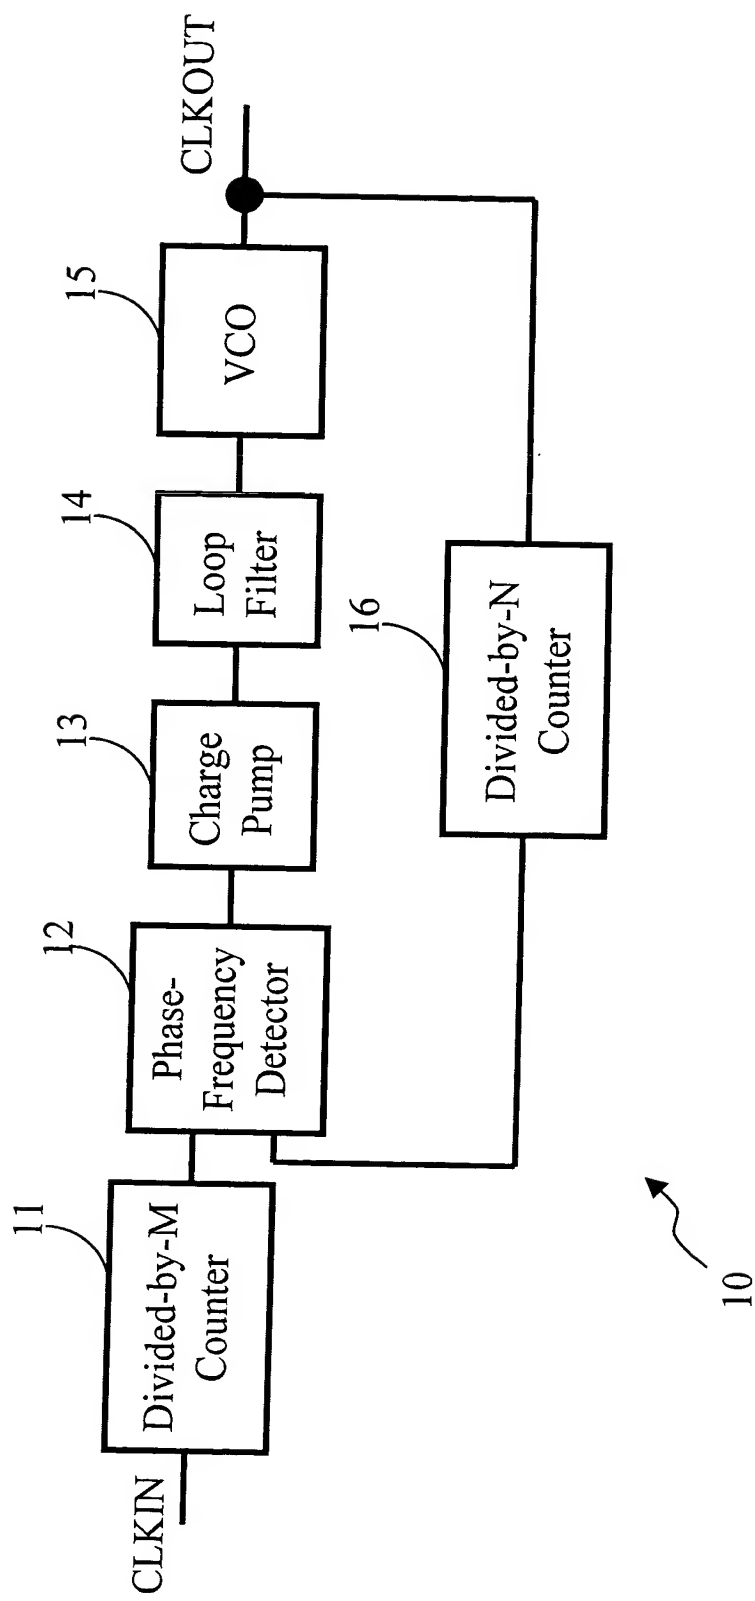 CLKIN
11
Divided-by-M
Counter
12
Phase-
Frequency
Detector
13
Charge
Pump
14
Loop
Filter
15
VCO
CLKOUT
16
Divided-by-N
Counter
10